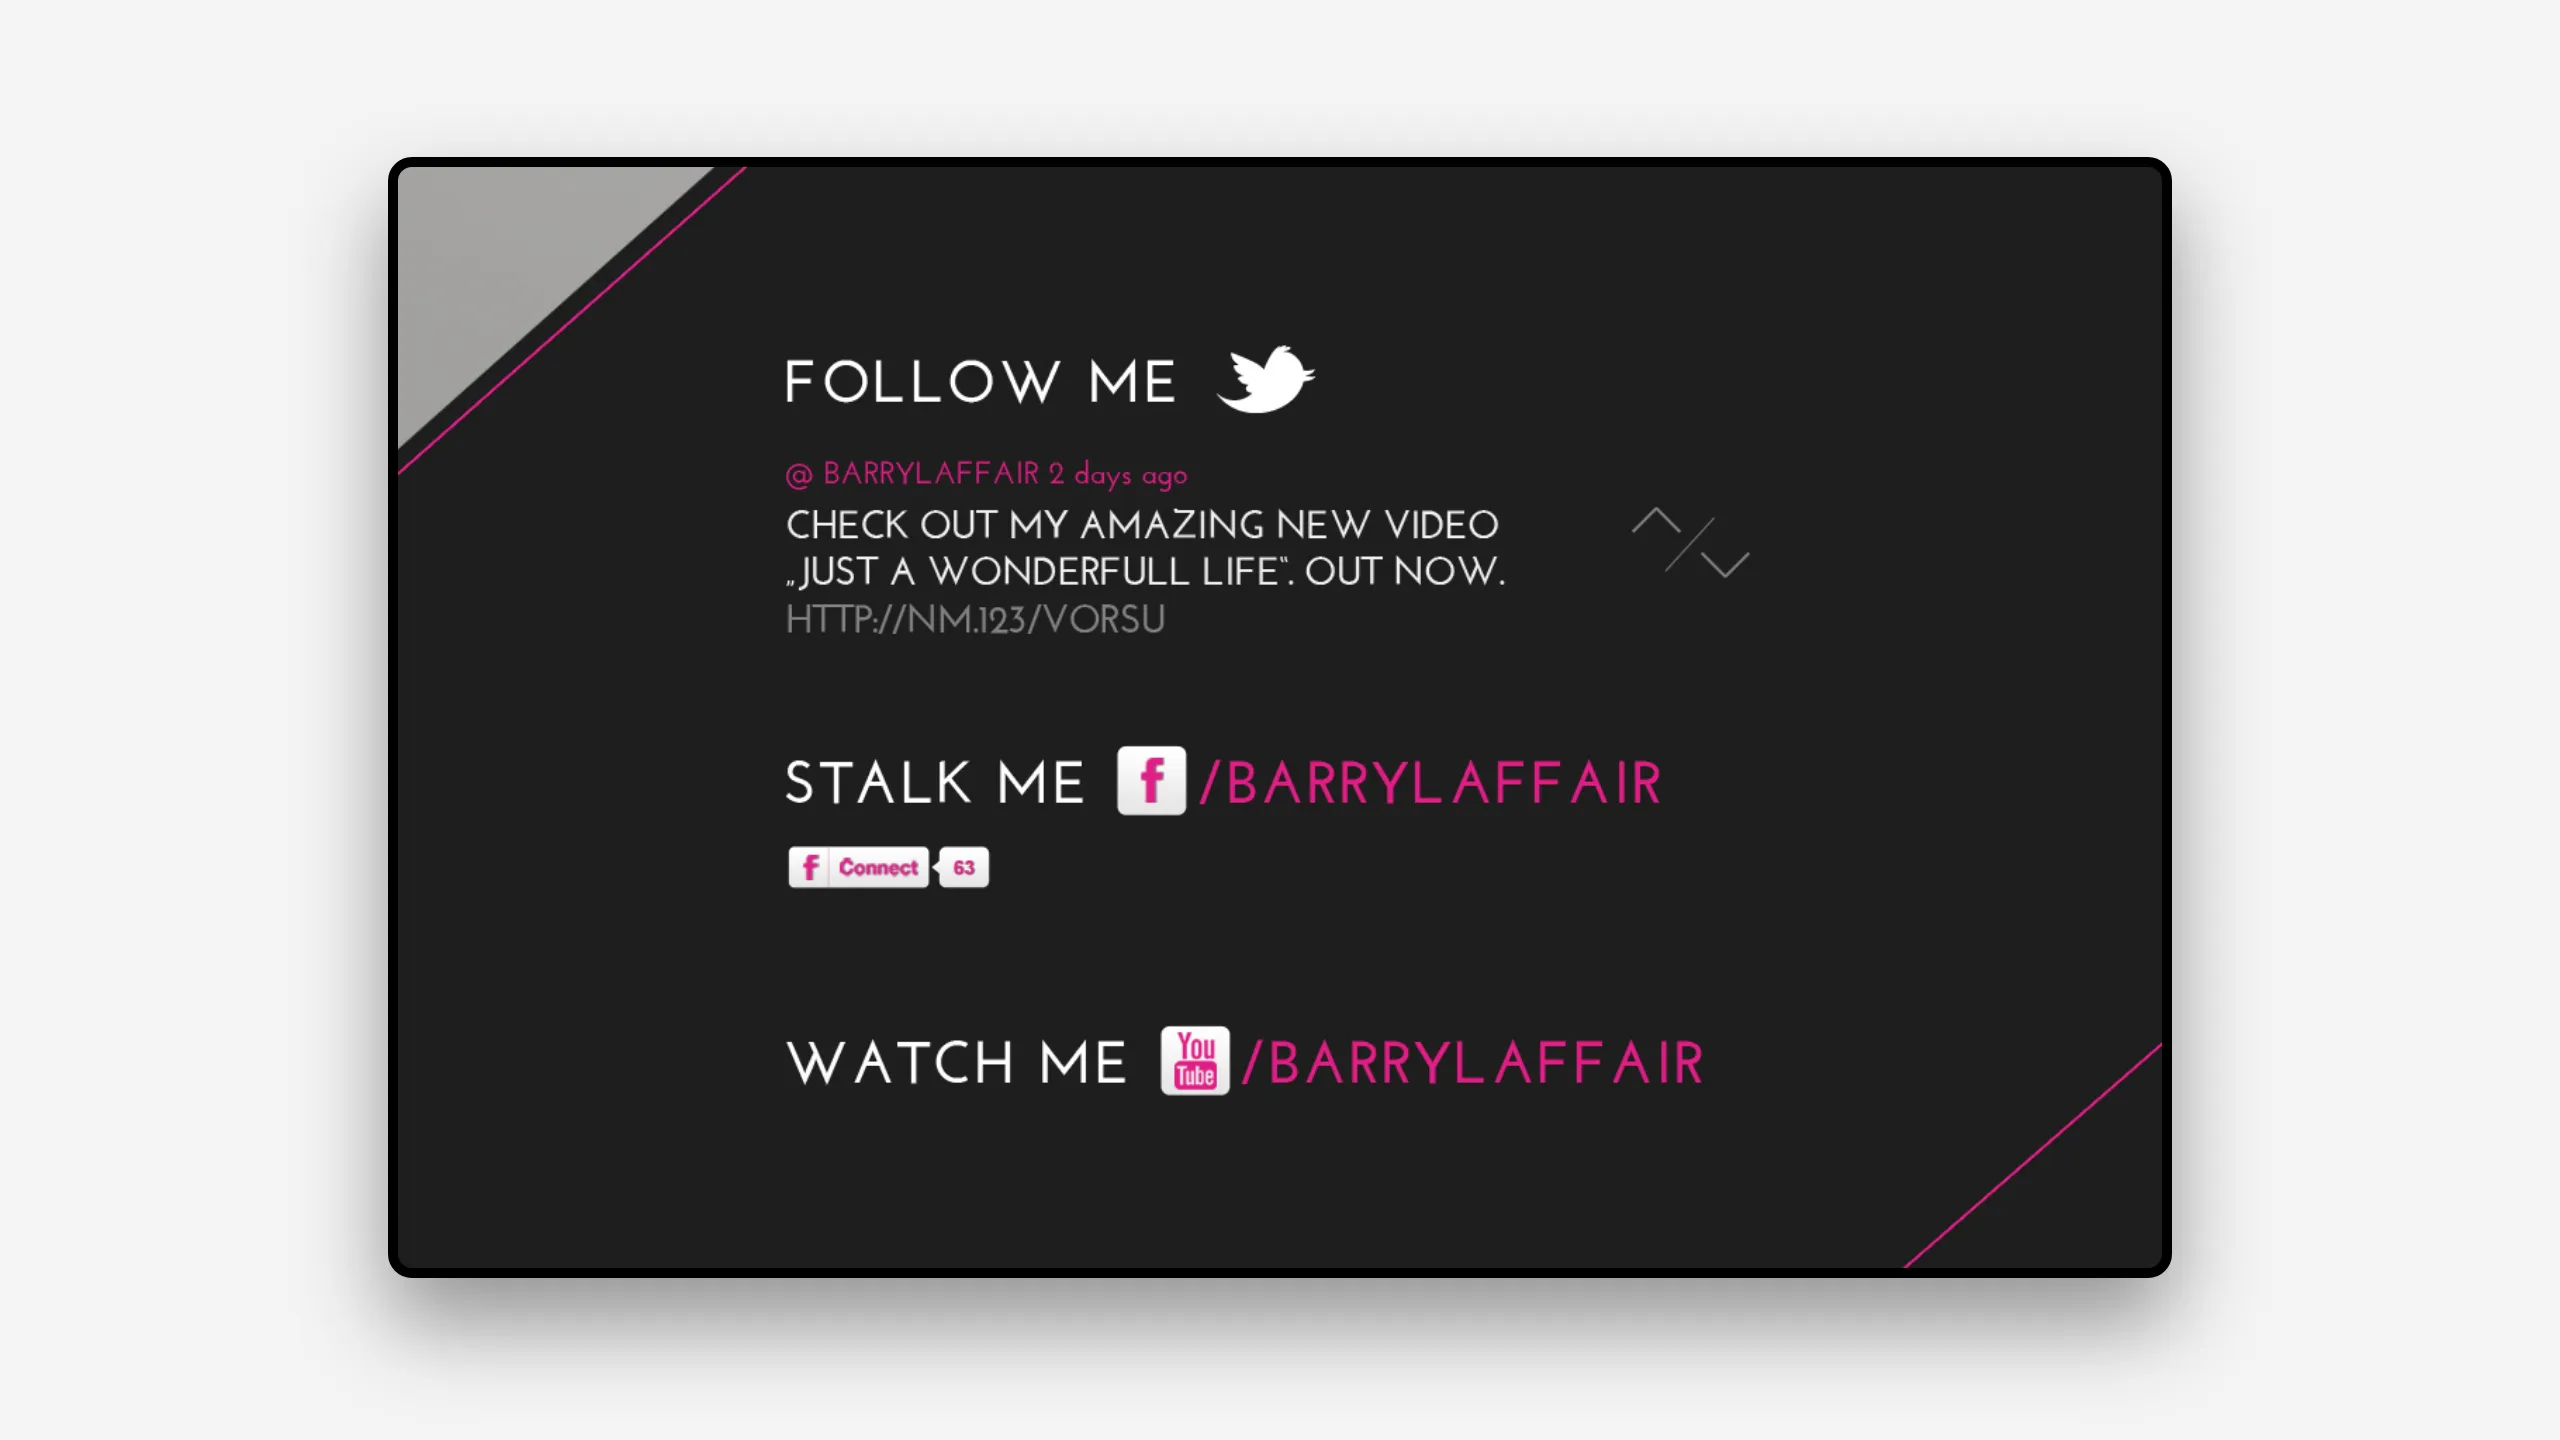 FOLLOW ME
@ BARRYLAFFAIR 2 days ago
CHECK OUT MY AMAZING NEW VIDEO
„JUST A WONDERFULL LIFE“. OUT NOW.
HTTP://NM.123/VORSU
STALK ME f /BARRYLAFFAIR
f Connect 63
WATCH ME You Tube /BARRYLAFFAIR